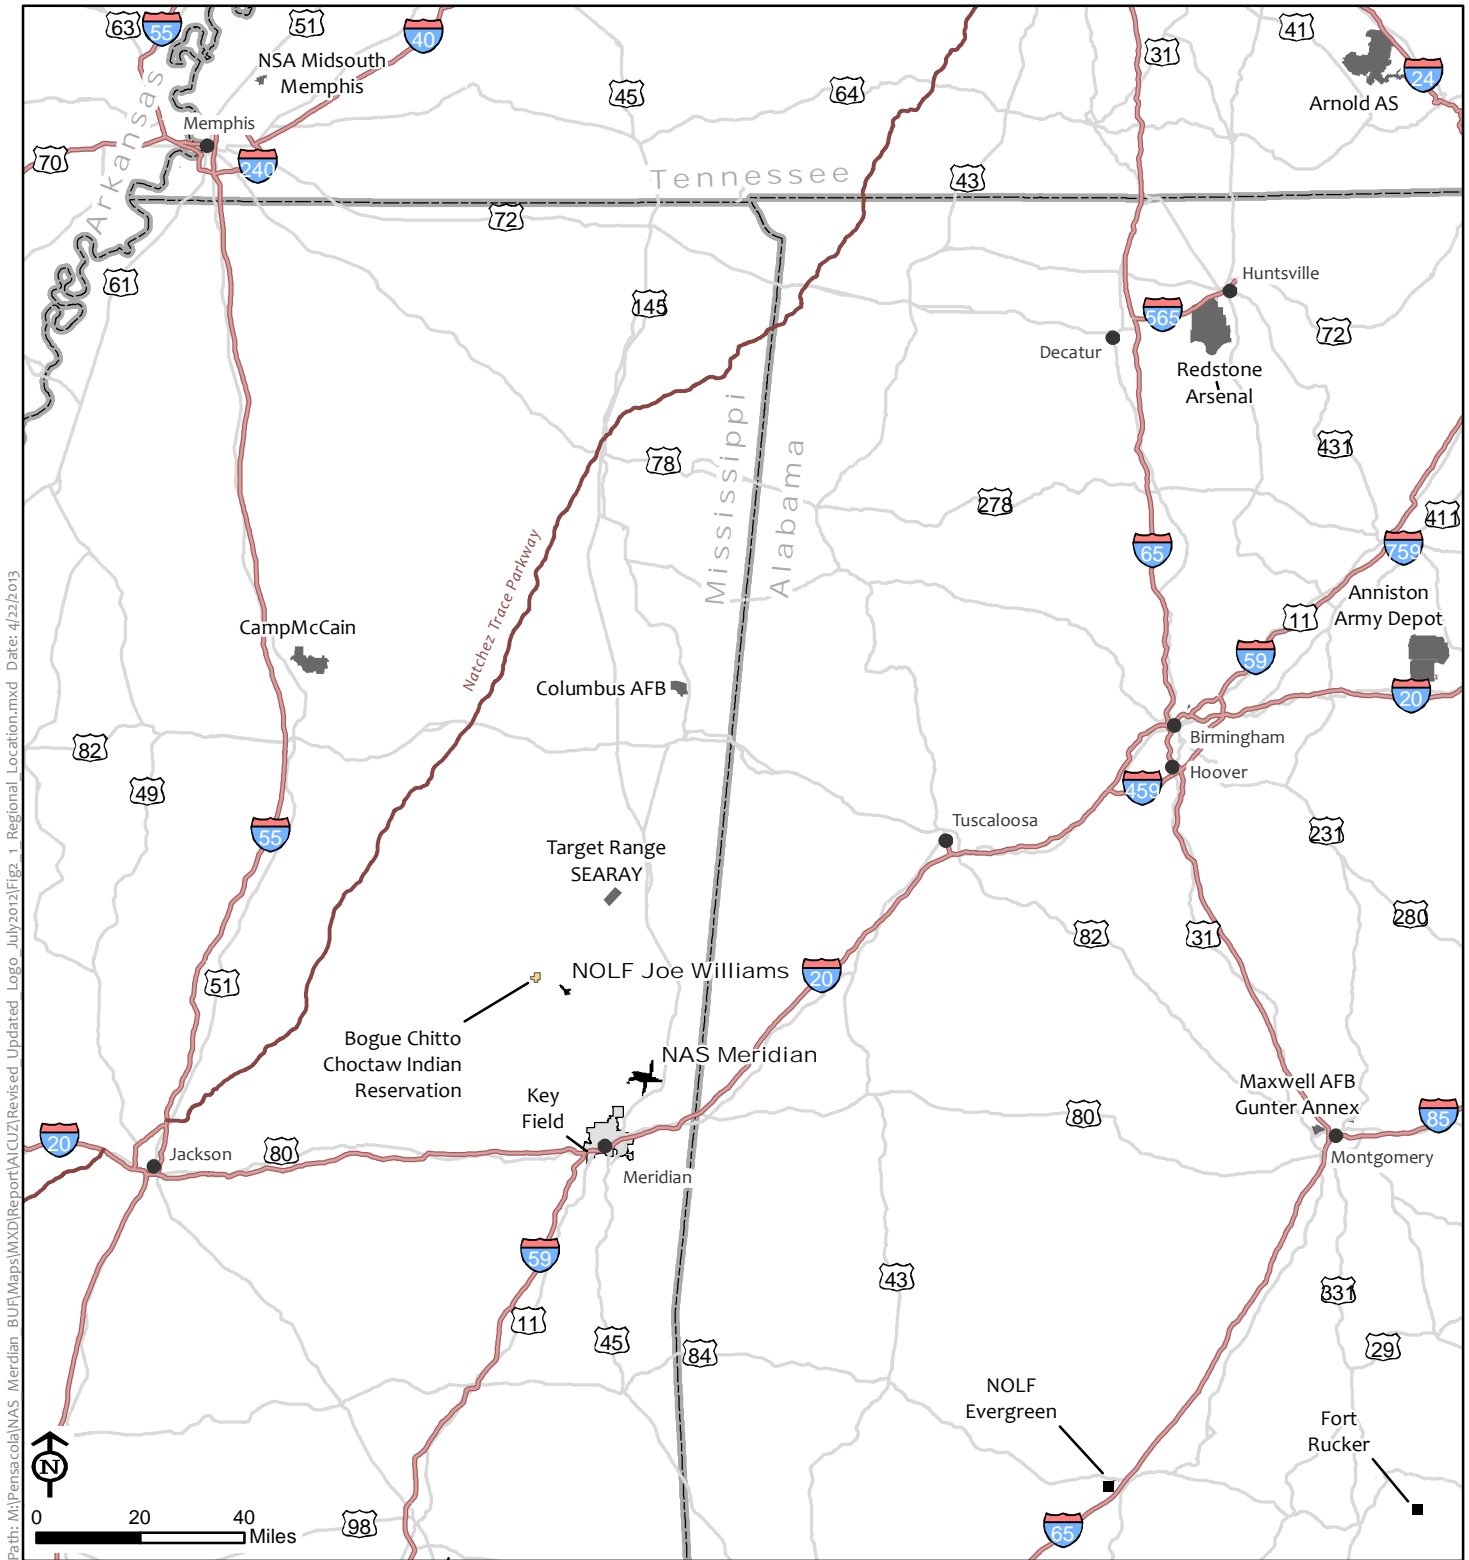 63
55
51
40
NSA Midsouth
Memphis
45
64
31
41
24
Arnold AS
Arkansas
Memphis
70
240
Tennessee
43
72
61
145
Huntsville
565
Decatur
72
Redstone
Arsenal
Mississippi
Alabama
78
431
278
411
65
759
Natchez Trace Parkway
Anniston
Army Depot
11
59
CampMcCain
Columbus AFB
20
82
49
Birmingham
Hoover
459
55
Tuscaloosa
231
Target Range
SEARAY
280
82
31
51
NOLF Joe Williams
20
Bogue Chitto
Choctaw Indian
Reservation
NAS Meridian
Key
Field
Maxwell AFB
Gunter Annex
80
85
20
Jackson
80
Meridian
Montgomery
59
11
43
331
45
84
29
NOLF
Evergreen
Fort
Rucker
N
0 20 40
Miles
98
65
Path: M:\Pensacola\NAS_Merdian_BUF\Maps\MXD\Report\AICUZ\Revised_Updated_Logo_July2012\Fig2_1_Regional_Location.mxd Date: 4/22/2013